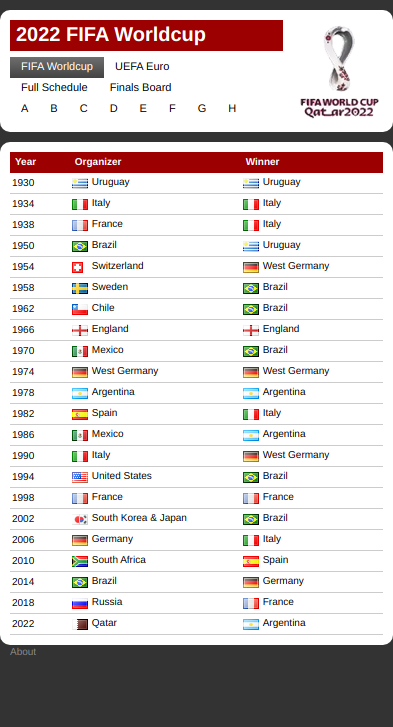 2022 FIFA Worldcup
FIFA Worldcup UEFA Euro
Full Schedule Finals Board
A B C D E F G H
FIFA WORLD CUP
Qatar2022
Year Organizer Winner
1930 Uruguay Uruguay
1934 Italy Italy
1938 France Italy
1950 Brazil Uruguay
1954 Switzerland West Germany
1958 Sweden Brazil
1962 Chile Brazil
1966 England England
1970 Mexico Brazil
1974 West Germany West Germany
1978 Argentina Argentina
1982 Spain Italy
1986 Mexico Argentina
1990 Italy West Germany
1994 United States Brazil
1998 France France
2002 South Korea & Japan Brazil
2006 Germany Italy
2010 South Africa Spain
2014 Brazil Germany
2018 Russia France
2022 Qatar Argentina
About